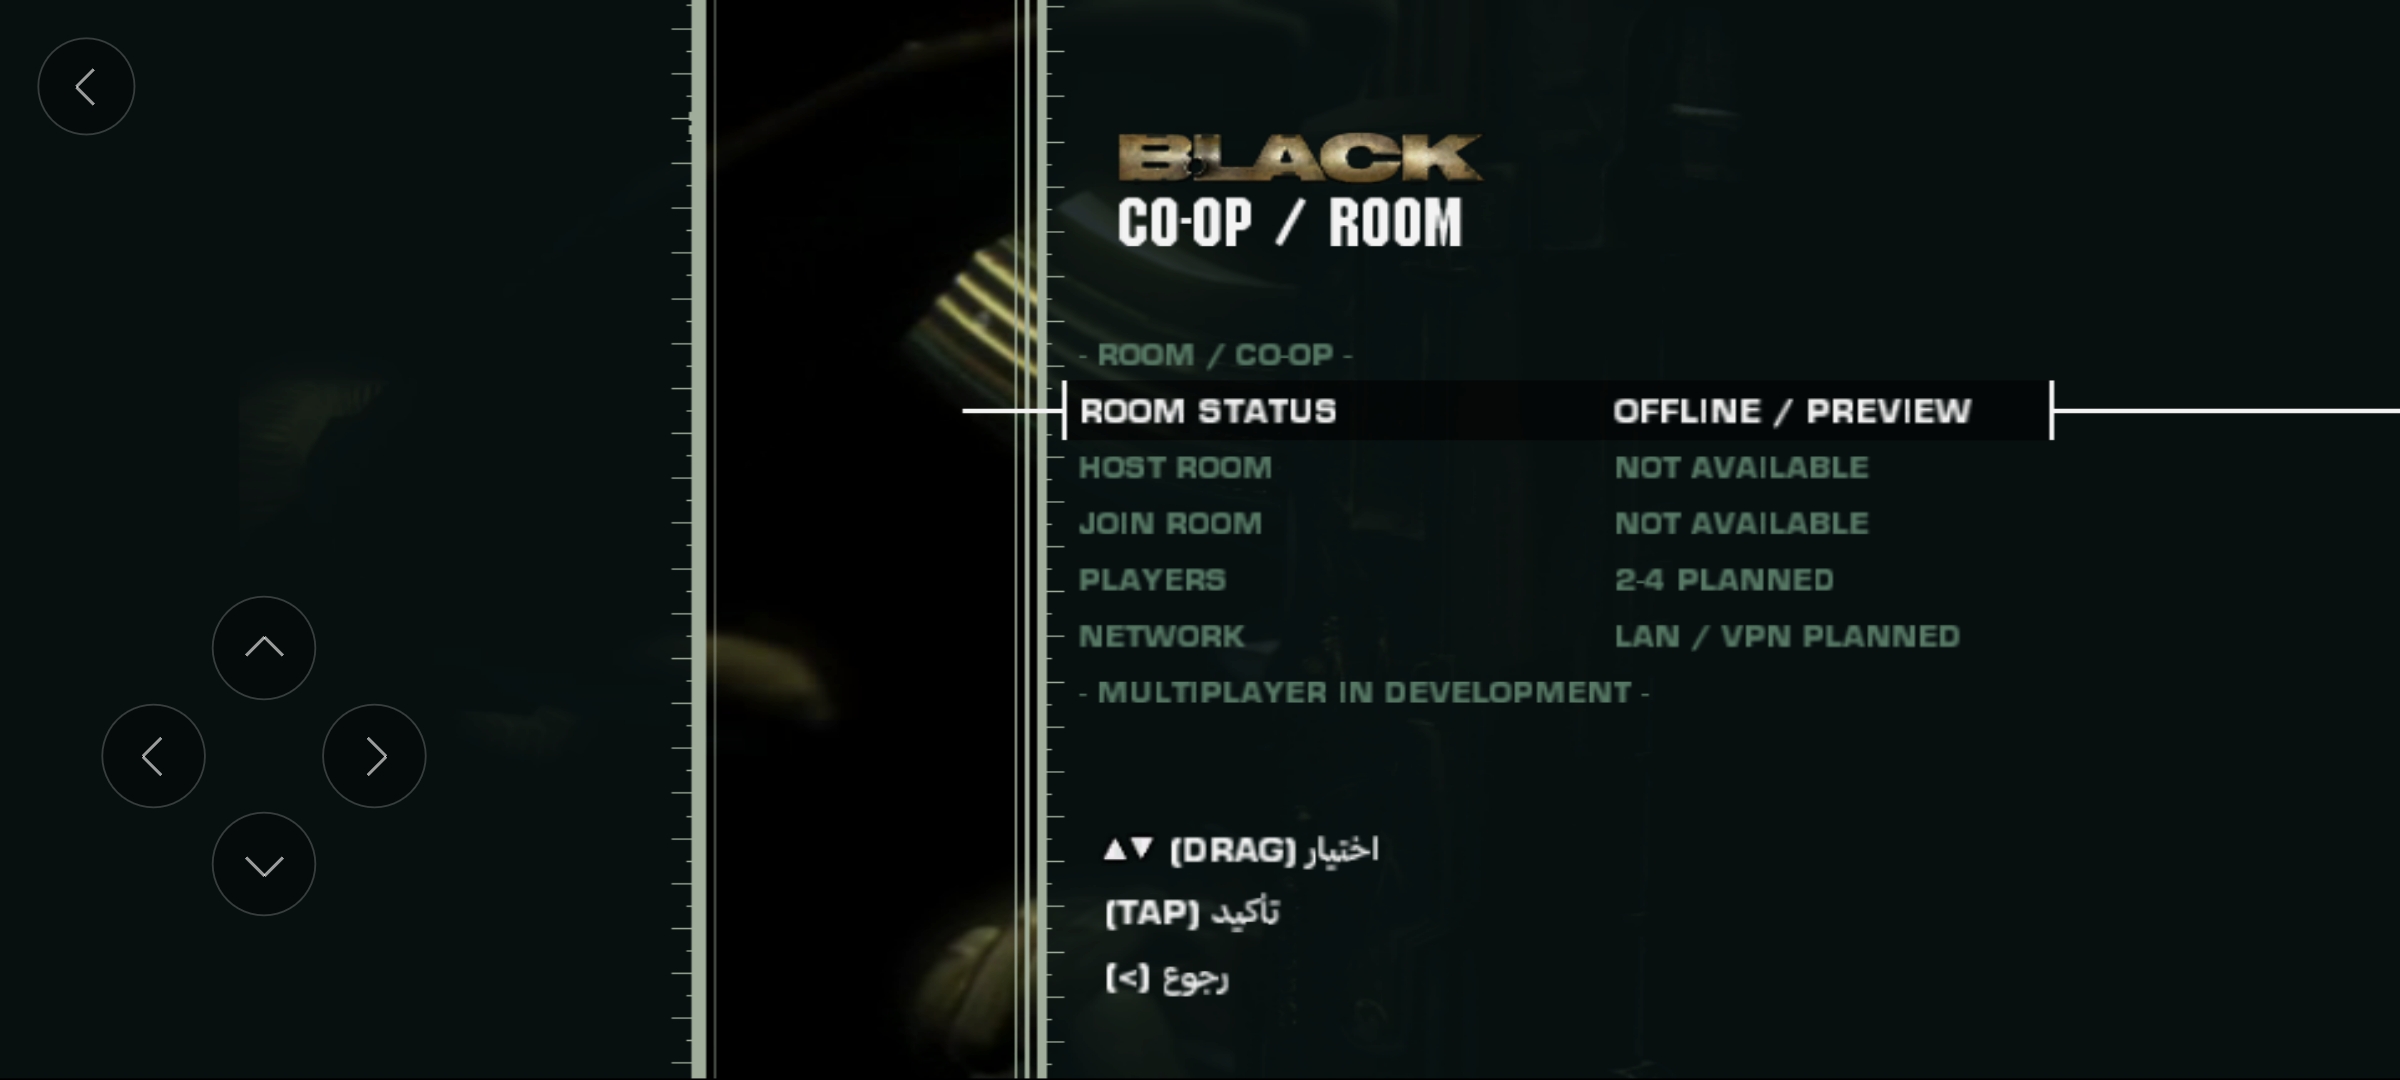 BLACK
CO-OP / ROOM
- ROOM / CO-OP -
ROOM STATUS OFFLINE / PREVIEW
HOST ROOM NOT AVAILABLE
JOIN ROOM NOT AVAILABLE
PLAYERS 2-4 PLANNED
NETWORK LAN / VPN PLANNED
- MULTIPLAYER IN DEVELOPMENT -
▲▼ (DRAG) اختيار
(TAP) تأكيد
(<) رجوع